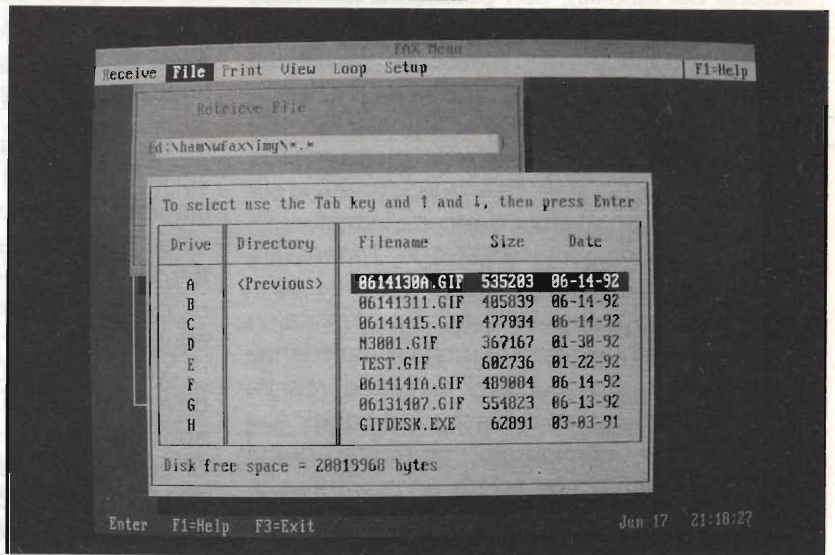 FAX Menu
Receive File Print View Loop Setup F1=Help
Retrieve File
[d:\ham\wfax\img\*.* ]
To select use the Tab key and ↑ and ↓, then press Enter
Drive Directory Filename Size Date
A <Previous> 0614130A.GIF 535203 06-14-92
B 06141311.GIF 405839 06-14-92
C 06141415.GIF 477934 06-14-92
D N3001.GIF 367167 01-30-92
E TEST.GIF 602736 01-22-92
F 0614141A.GIF 489084 06-14-92
G 06131407.GIF 554823 06-13-92
H GIFDESK.EXE 62891 03-03-91
Disk free space = 20819968 bytes
Enter F1=Help F3=Exit Jun 17 21:18:27